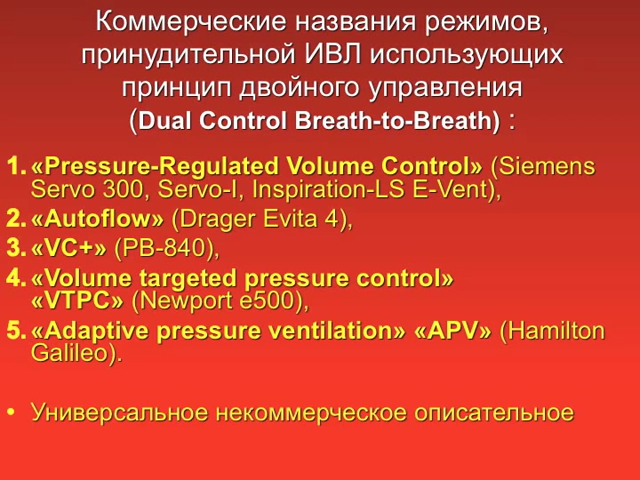 Коммерческие названия режимов,
принудительной ИВЛ использующих
принцип двойного управления
(Dual Control Breath-to-Breath) :
1. «Pressure-Regulated Volume Control» (Siemens
Servo 300, Servo-I, Inspiration-LS E-Vent),
2. «Autoflow» (Drager Evita 4),
3. «VC+» (PB-840),
4. «Volume targeted pressure control»
«VTPC» (Newport e500),
5. «Adaptive pressure ventilation» «APV» (Hamilton
Galileo).
• Универсальное некоммерческое описательное